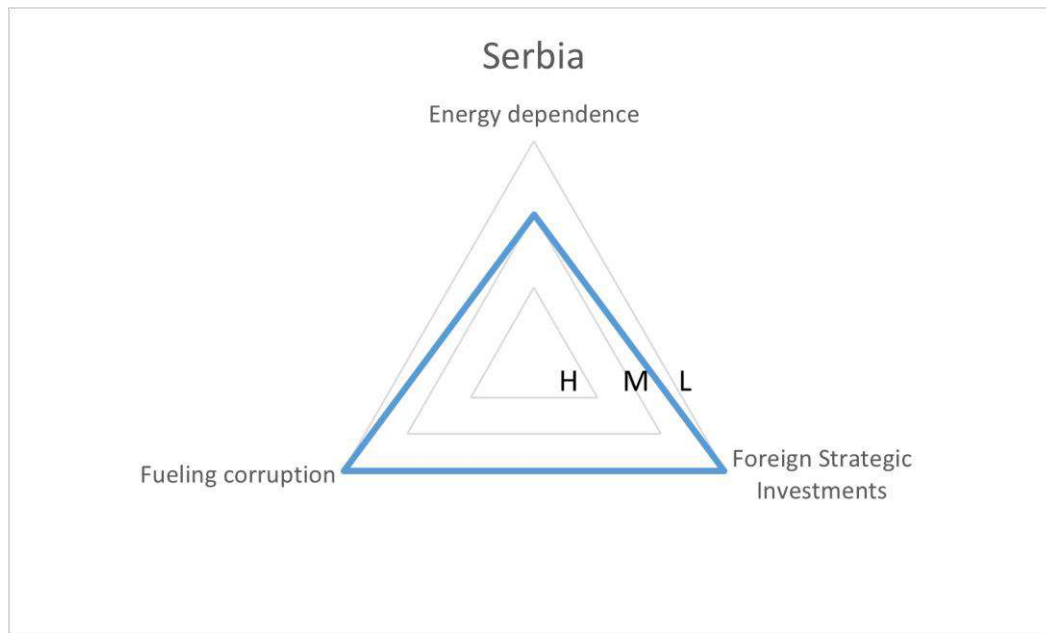 Serbia
Energy dependence
H M L
Fueling corruption
Foreign Strategic
Investments